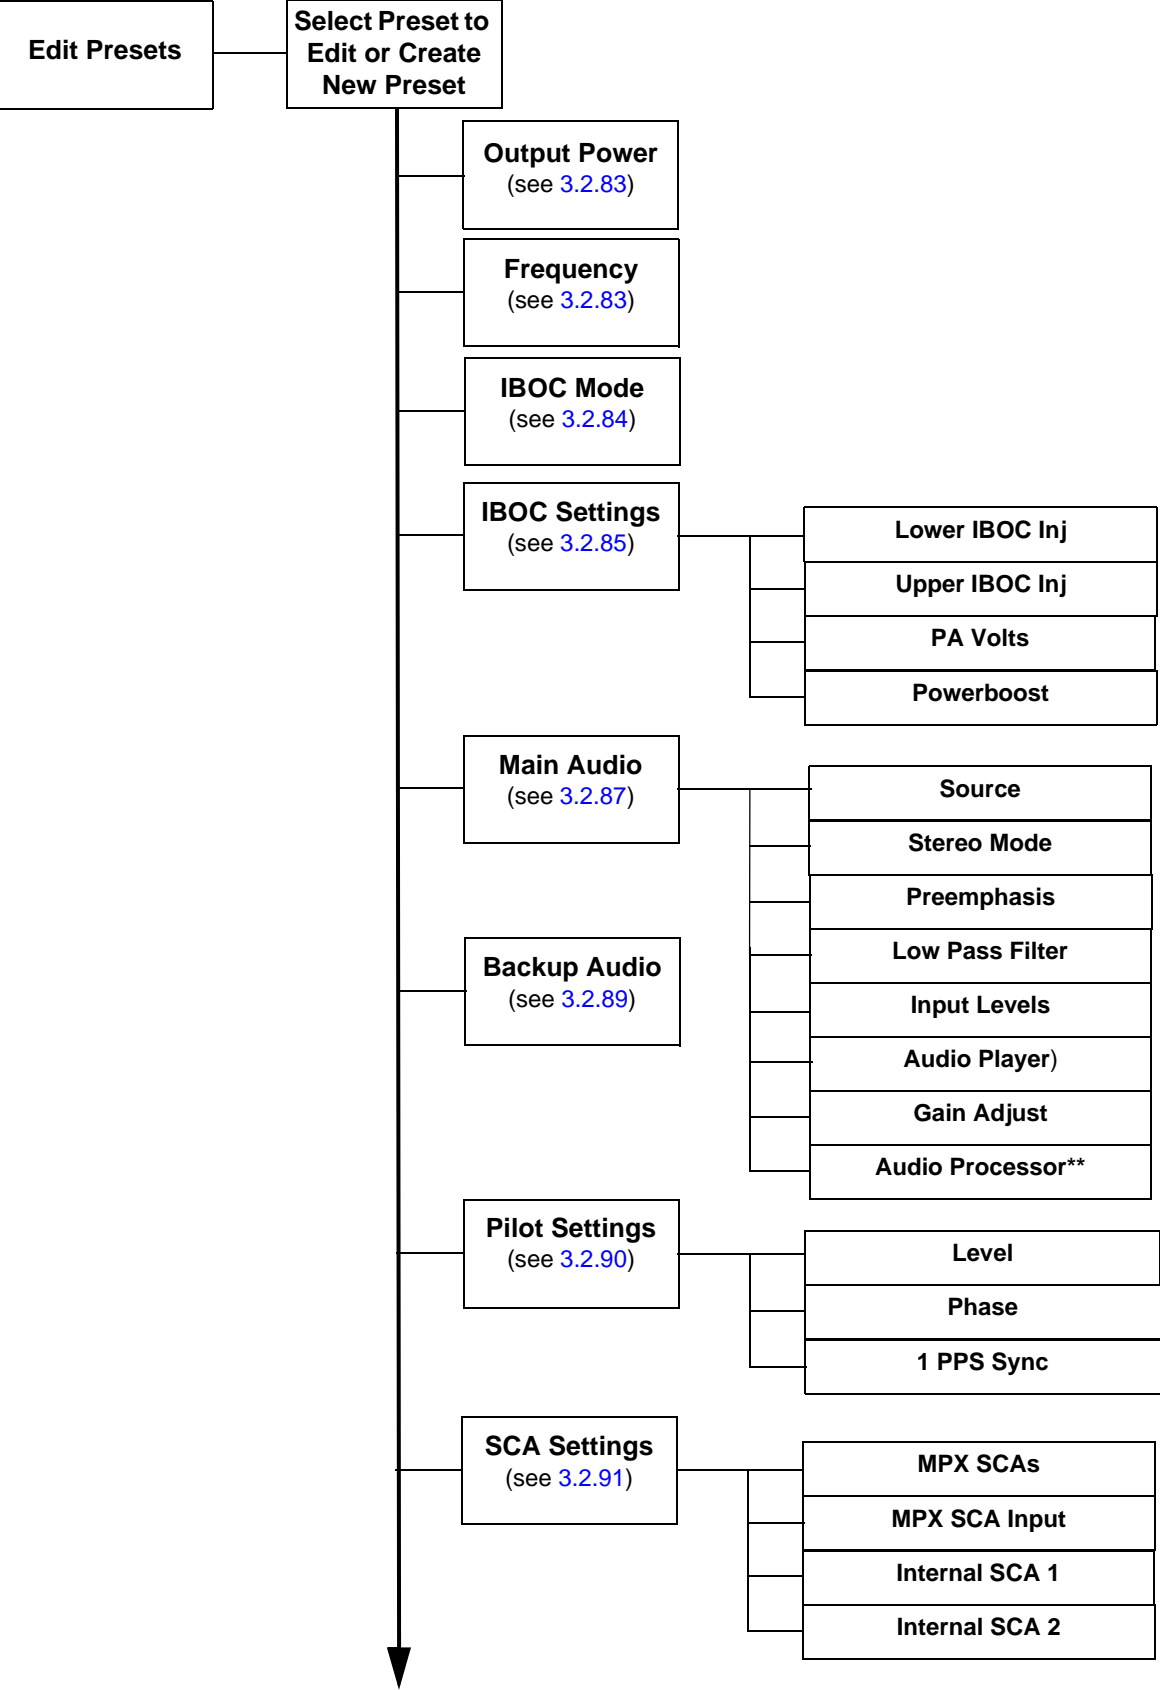 Edit Presets
Select Preset to
Edit or Create
New Preset
Output Power
(see 3.2.83)
Frequency
(see 3.2.83)
IBOC Mode
(see 3.2.84)
IBOC Settings
(see 3.2.85)
Lower IBOC Inj
Upper IBOC Inj
PA Volts
Powerboost
Main Audio
(see 3.2.87)
Source
Stereo Mode
Preemphasis
Low Pass Filter
Input Levels
Audio Player)
Gain Adjust
Audio Processor**
Backup Audio
(see 3.2.89)
Pilot Settings
(see 3.2.90)
Level
Phase
1 PPS Sync
SCA Settings
(see 3.2.91)
MPX SCAs
MPX SCA Input
Internal SCA 1
Internal SCA 2